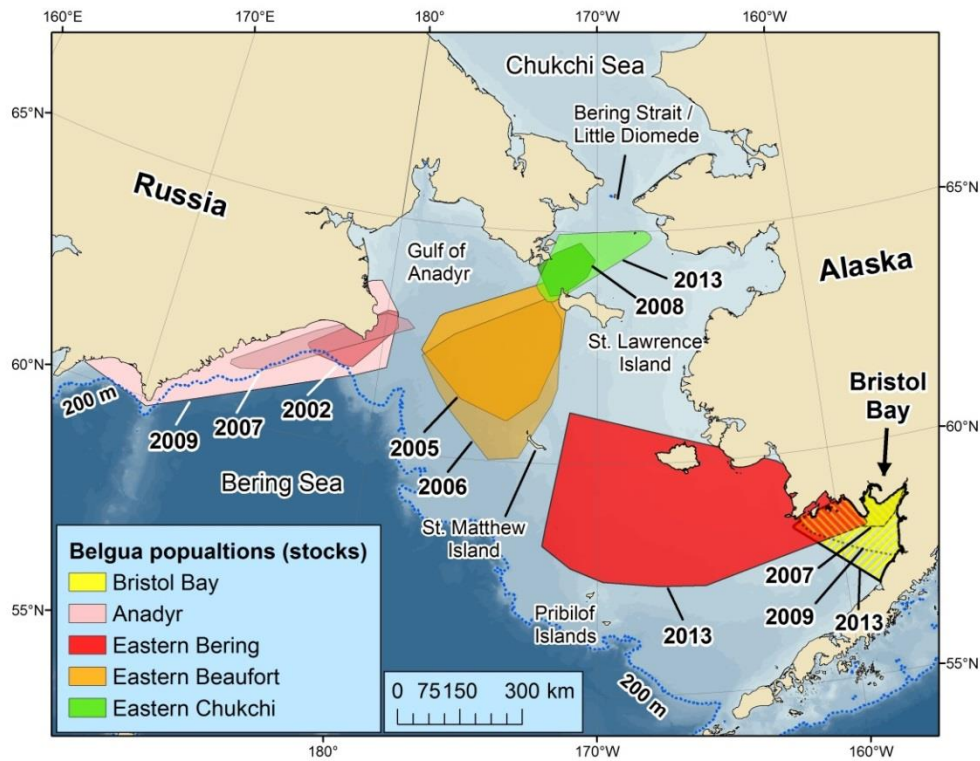 160°E
170°E
180°
170°W
160°W
Chukchi Sea
65°N
Bering Strait /
Little Diomede
65°N
Russia
Gulf of
Anadyr
Alaska
2013
2008
St. Lawrence
Island
60°N
200 m
2009
2007
2002
Bristol
Bay
60°N
2005
2006
Bering Sea
St. Matthew
Island
Belgua popualtions (stocks)
Bristol Bay
Anadyr
Eastern Bering
Eastern Beaufort
Eastern Chukchi
2007
2009
2013
2013
Pribilof
Islands
55°N
55°N
0 75 150 300 km
200 m
180°
170°W
160°W